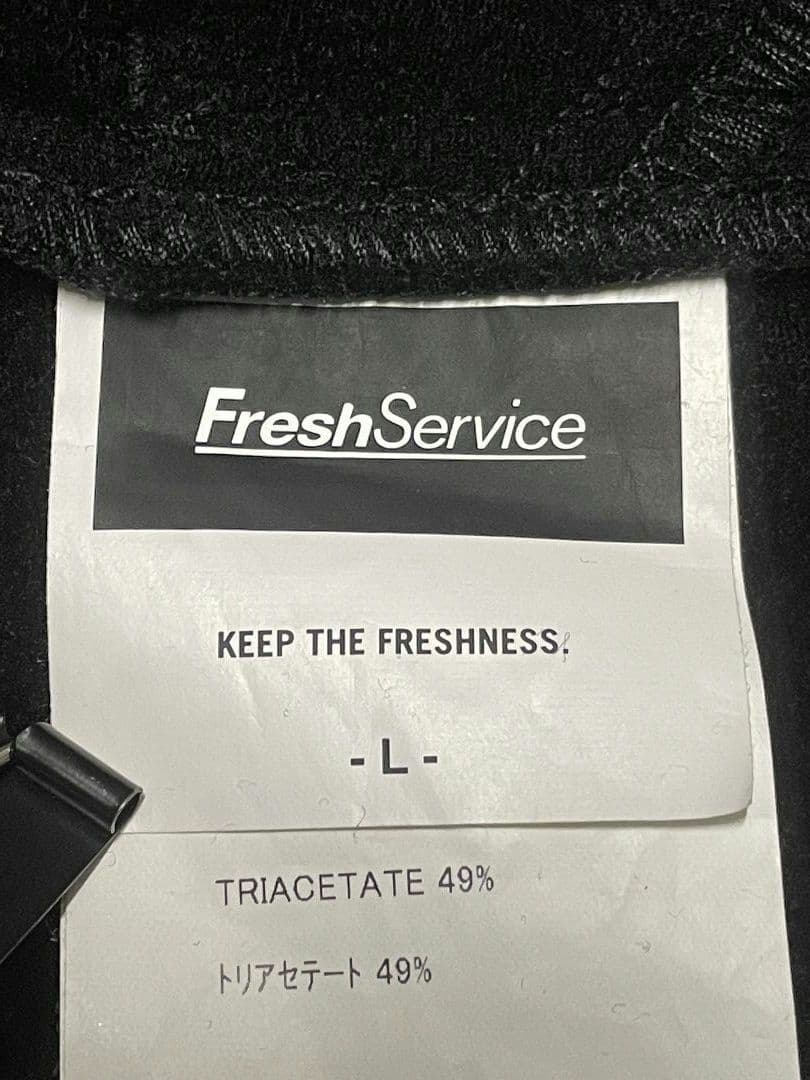 FreshService
KEEP THE FRESHNESS.
- L -
TRIACETATE 49%
トリアセテート 49%